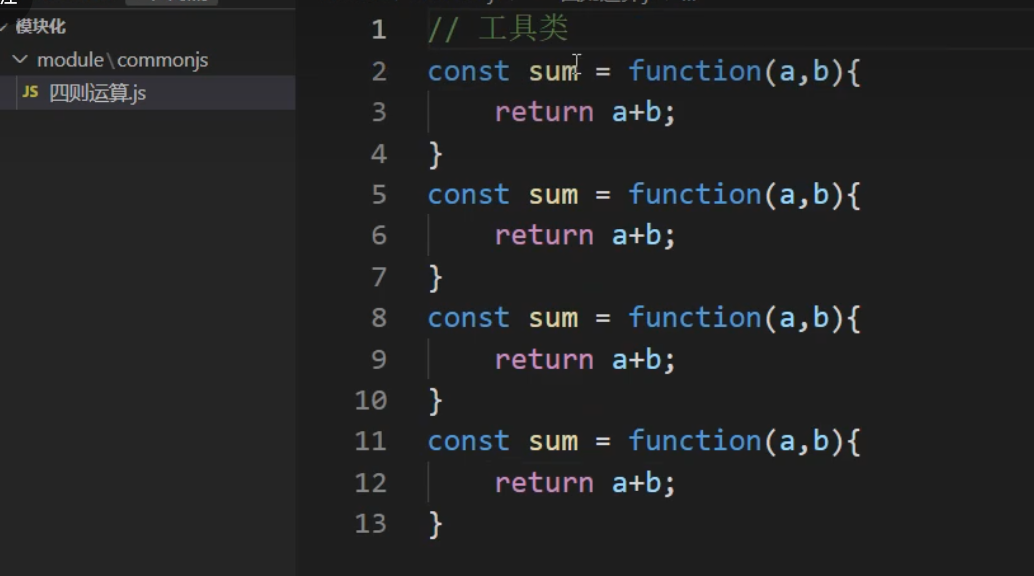 模块化
module\commonjs
JS 四则运算.js
1 // 工具类
2 const sum = function(a,b){
3 return a+b;
4 }
5 const sum = function(a,b){
6 return a+b;
7 }
8 const sum = function(a,b){
9 return a+b;
10 }
11 const sum = function(a,b){
12 return a+b;
13 }